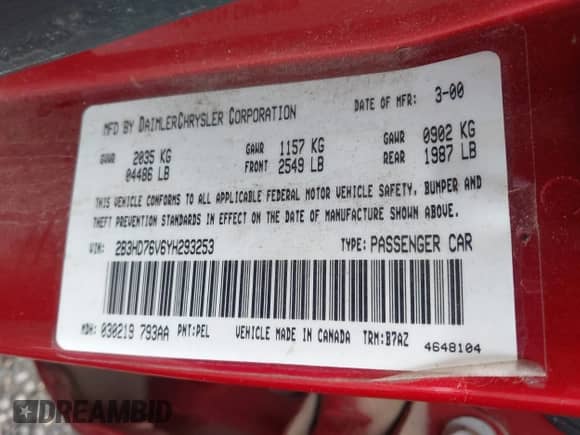 MFD BY DAIMLERCHRYSLER CORPORATION DATE OF MFR: 3-00
GAWR 2035 KG GAWR 1157 KG GAWR 0902 KG
04486 LB FRONT 2549 LB REAR 1987 LB
THIS VEHICLE CONFORMS TO ALL APPLICABLE FEDERAL MOTOR VEHICLE SAFETY, BUMPER AND
THEFT PREVENTION STANDARDS IN EFFECT ON THE DATE OF MANUFACTURE SHOWN ABOVE.
VIN: 2B3HD76V6YH293253 TYPE: PASSENGER CAR
MDH: 030219 793AA PNT:PEL VEHICLE MADE IN CANADA TRM:B7AZ
4648104
DREAMBID